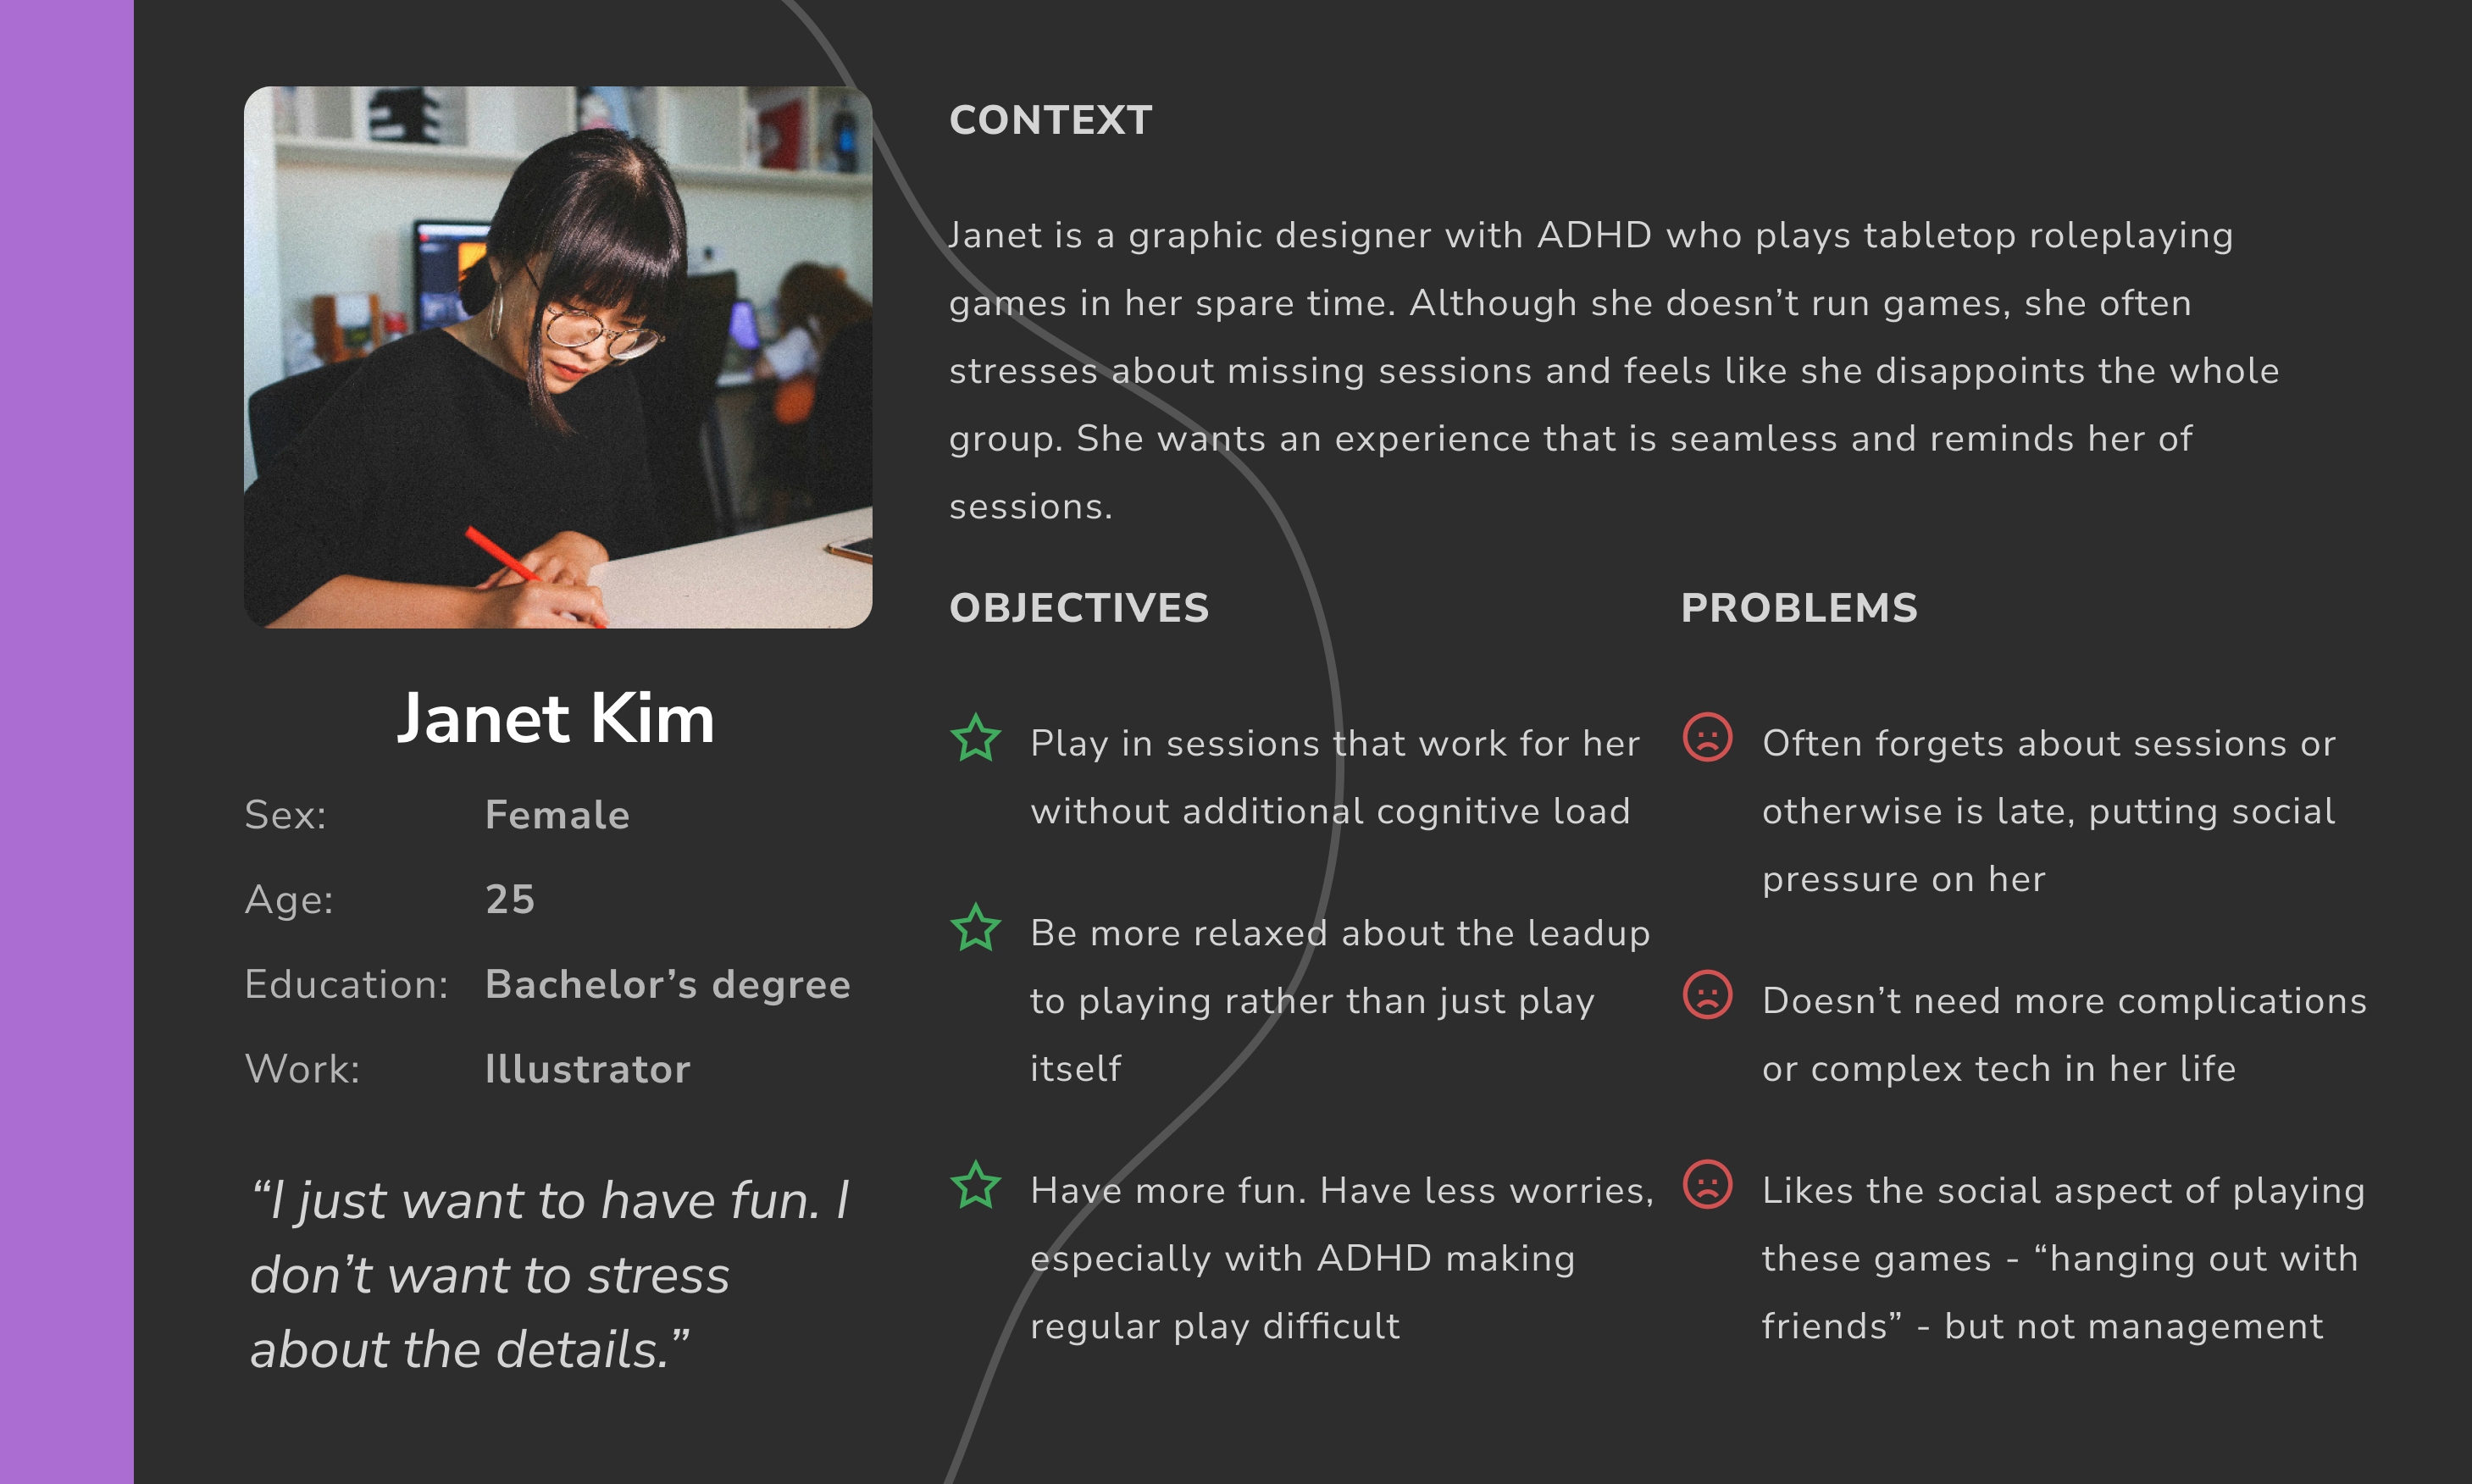 Janet Kim
Sex: Female
Age: 25
Education: Bachelor’s degree
Work: Illustrator
“I just want to have fun. I
don’t want to stress
about the details.”
CONTEXT
Janet is a graphic designer with ADHD who plays tabletop roleplaying
games in her spare time. Although she doesn’t run games, she often
stresses about missing sessions and feels like she disappoints the whole
group. She wants an experience that is seamless and reminds her of
sessions.
OBJECTIVES
Play in sessions that work for her
without additional cognitive load
Be more relaxed about the leadup
to playing rather than just play
itself
Have more fun. Have less worries,
especially with ADHD making
regular play difficult
PROBLEMS
Often forgets about sessions or
otherwise is late, putting social
pressure on her
Doesn’t need more complications
or complex tech in her life
Likes the social aspect of playing
these games - “hanging out with
friends” - but not management